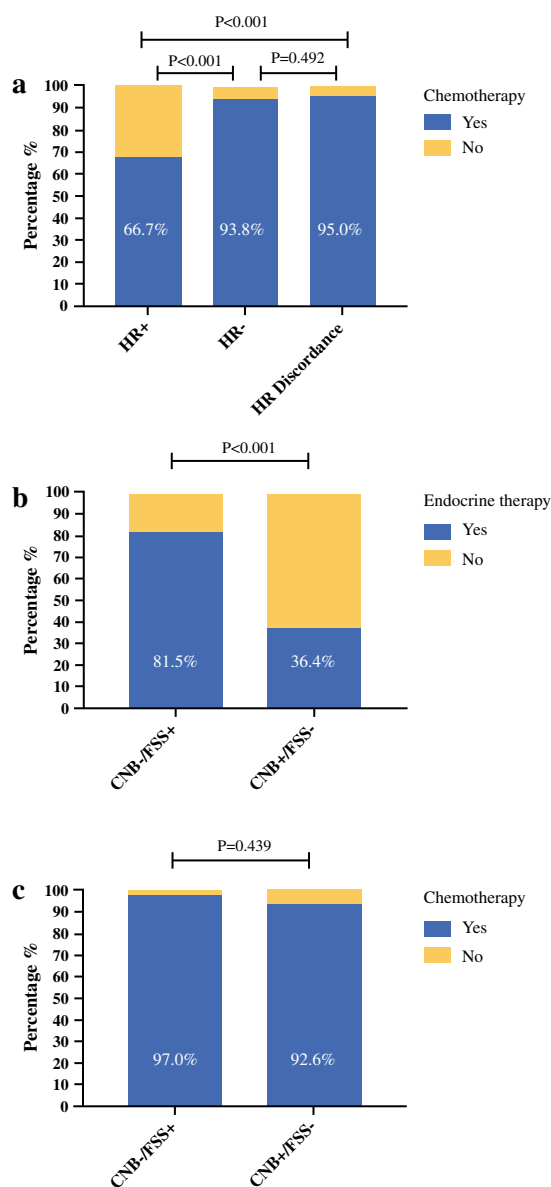 P<0.001
P<0.001
P=0.492
a
100
90
80
70
60
50
40
30
20
10
0
Percentage %
66.7%
93.8%
95.0%
HR+
HR-
HR Discordance
Chemotherapy
Yes
No
P<0.001
b
100
90
80
70
60
50
40
30
20
10
0
Percentage %
81.5%
36.4%
CNB-/FSS+
CNB+/FSS-
Endocrine therapy
Yes
No
P=0.439
c
100
90
80
70
60
50
40
30
20
10
0
Percentage %
97.0%
92.6%
CNB-/FSS+
CNB+/FSS-
Chemotherapy
Yes
No